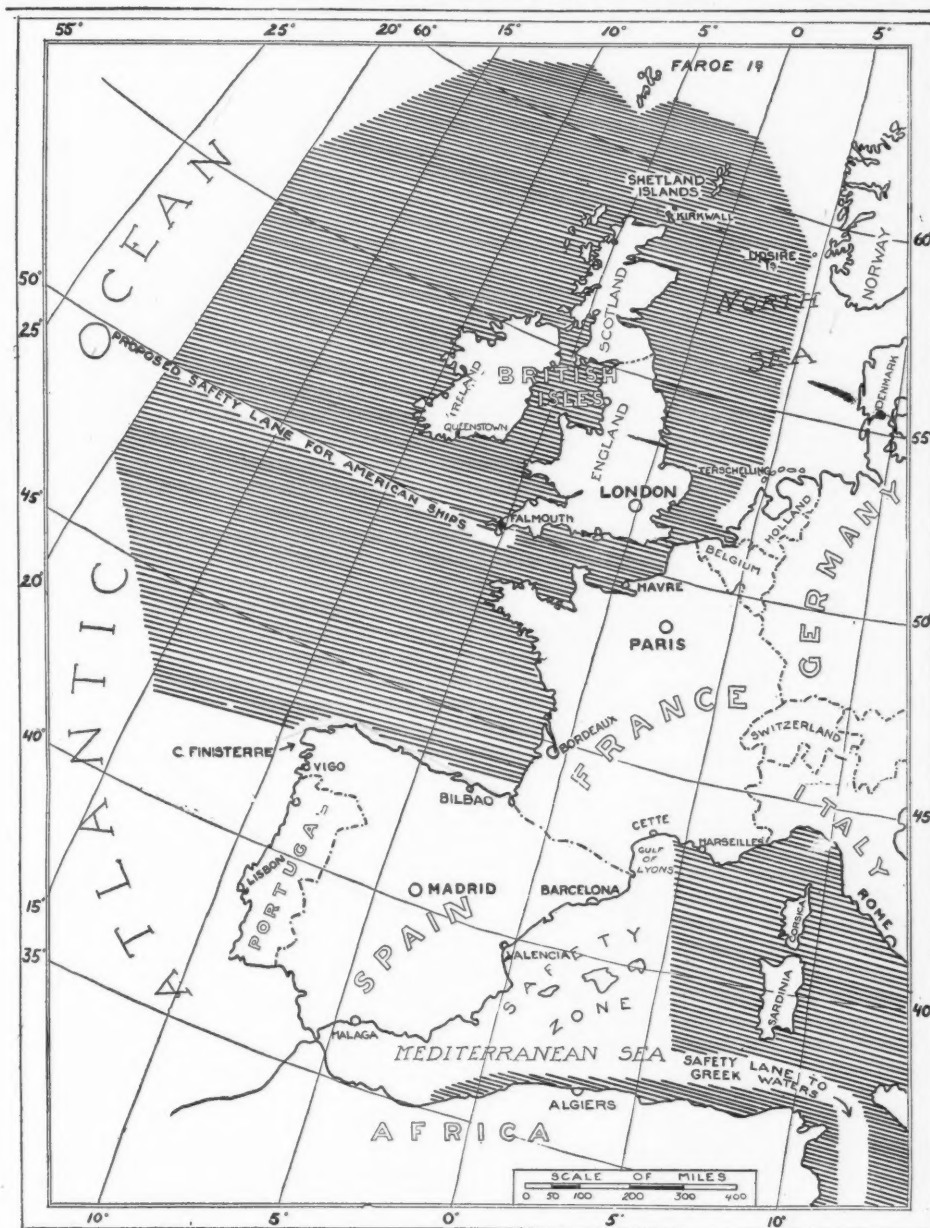 55° 25° 20° 60° 15° 10° 5° 0° 5°
FAROE IS
SHETLAND
ISLANDS
KIRKWALL
60°
DOSIRE
IS
NORWAY
NORTH
SEA
OCEAN
50°
25°
PROPOSED SAFETY LANE FOR AMERICAN SHIPS
SCOTLAND
BRITISH
ISLES
IRELAND
QUEENSTOWN
ENGLAND
DENMARK
55°
TERSCHELLING
LONDON
FALMOUTH
HOLLAND
BELGIUM
GERMANY
45°
20°
HAVRE
PARIS
50°
FRANCE
ATLANTIC
SWITZERLAND
40°
C. FINISTERRE
VIGO
BORDEAUX
BILBAO
ITALY
45°
CETTE
MARSEILLES
GULF
OF
LYONS
LISBON
PORTUGAL
MADRID
BARCELONA
SPAIN
VALENCIA
SAFETY
ZONE
CORSICA
ROME
SARDINIA
15°
35°
40°
MALAGA
MEDITERRANEAN SEA
SAFETY LANE TO
GREEK WATERS
ALGIERS
AFRICA
SCALE OF MILES
0 50 100 200 300 400
10° 5° 0° 5° 10°